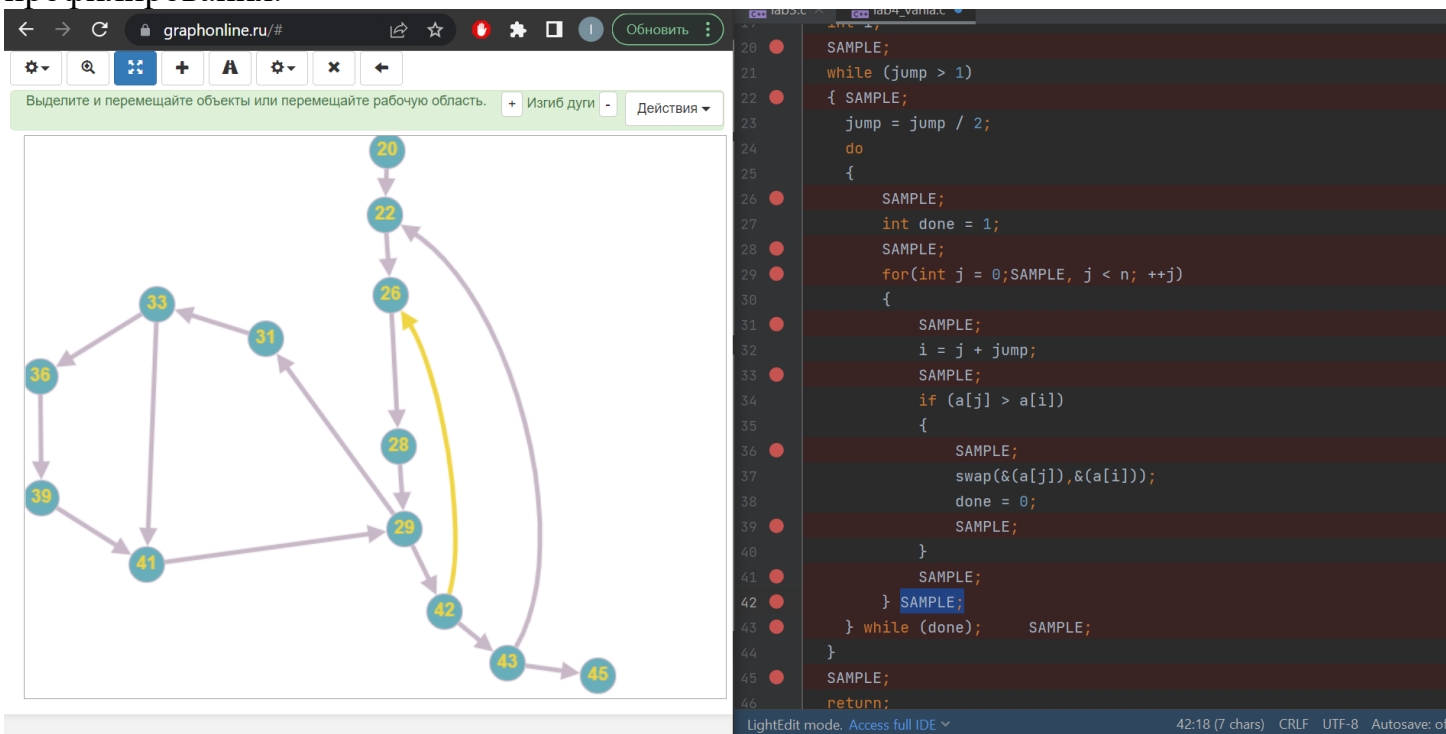 профилирования.
graphonline.ru/#
Обновить
Выделите и перемещайте объекты или перемещайте рабочую область.
+ Изгиб дуги -
Действия
20
22
26
33
31
36
28
39
29
41
42
43
45
lab5.c
lab4_vania.c
19 int i;
20 SAMPLE;
21 while (jump > 1)
22 { SAMPLE;
23 jump = jump / 2;
24 do
25 {
26 SAMPLE;
27 int done = 1;
28 SAMPLE;
29 for(int j = 0;SAMPLE, j < n; ++j)
30 {
31 SAMPLE;
32 i = j + jump;
33 SAMPLE;
34 if (a[j] > a[i])
35 {
36 SAMPLE;
37 swap(&(a[j]),&(a[i]));
38 done = 0;
39 SAMPLE;
40 }
41 SAMPLE;
42 } SAMPLE;
43 } while (done); SAMPLE;
44 }
45 SAMPLE;
46 return;
LightEdit mode. Access full IDE
42:18 (7 chars) CRLF UTF-8 Autosave: of